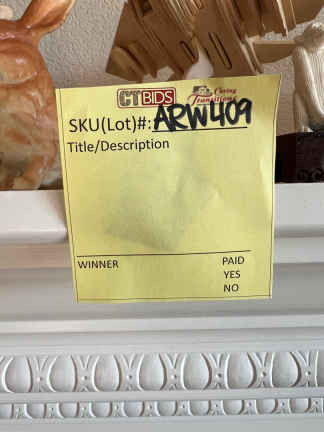 CTBIDS Caring Transitions
SKU(Lot)#: ARW409
Title/Description
WINNER PAID
YES
NO